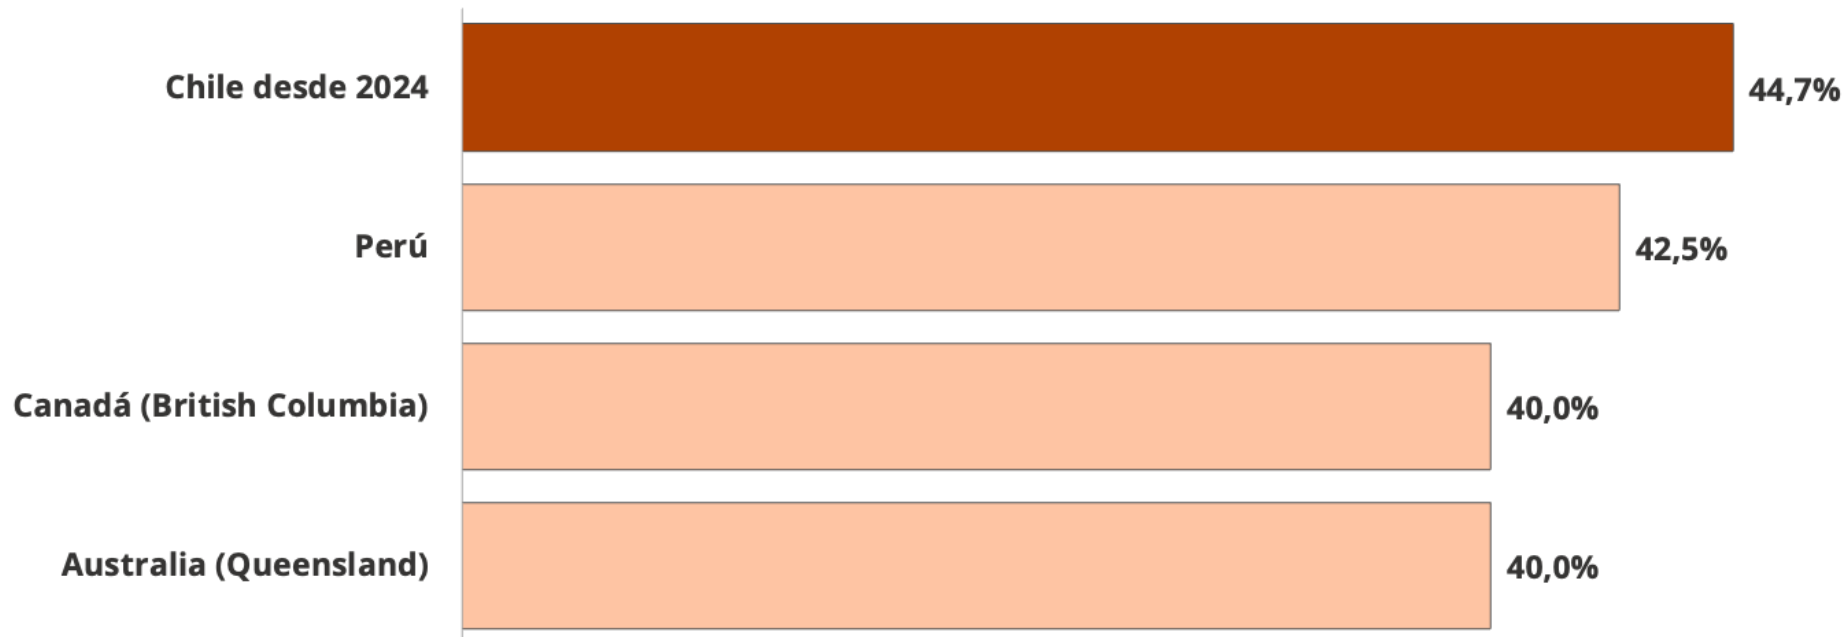 Chile desde 2024 44,7%
Perú 42,5%
Canadá (British Columbia) 40,0%
Australia (Queensland) 40,0%